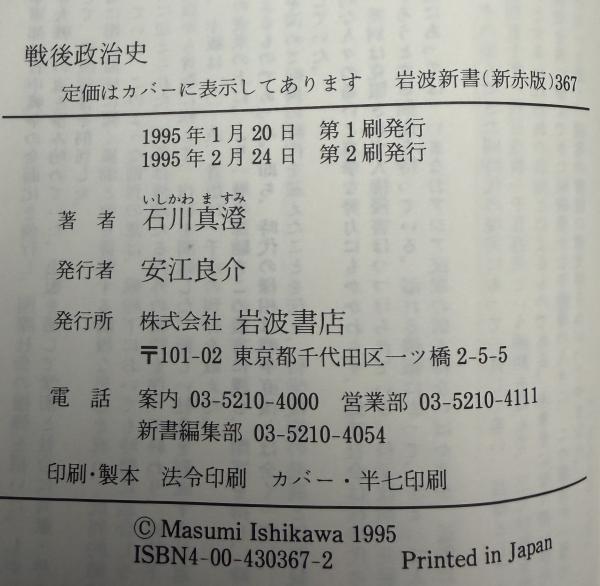 戦後政治史
定価はカバーに表示してあります 岩波新書(新赤版)367
1995年1月20日 第1刷発行
1995年2月24日 第2刷発行
いしかわ ま すみ
著者 石川真澄
発行者 安江良介
発行所 株式会社 岩波書店
〒101-02 東京都千代田区一ツ橋2-5-5
電話 案内 03-5210-4000 営業部 03-5210-4111
新書編集部 03-5210-4054
印刷・製本 法令印刷 カバー・半七印刷
© Masumi Ishikawa 1995
ISBN4-00-430367-2 Printed in Japan